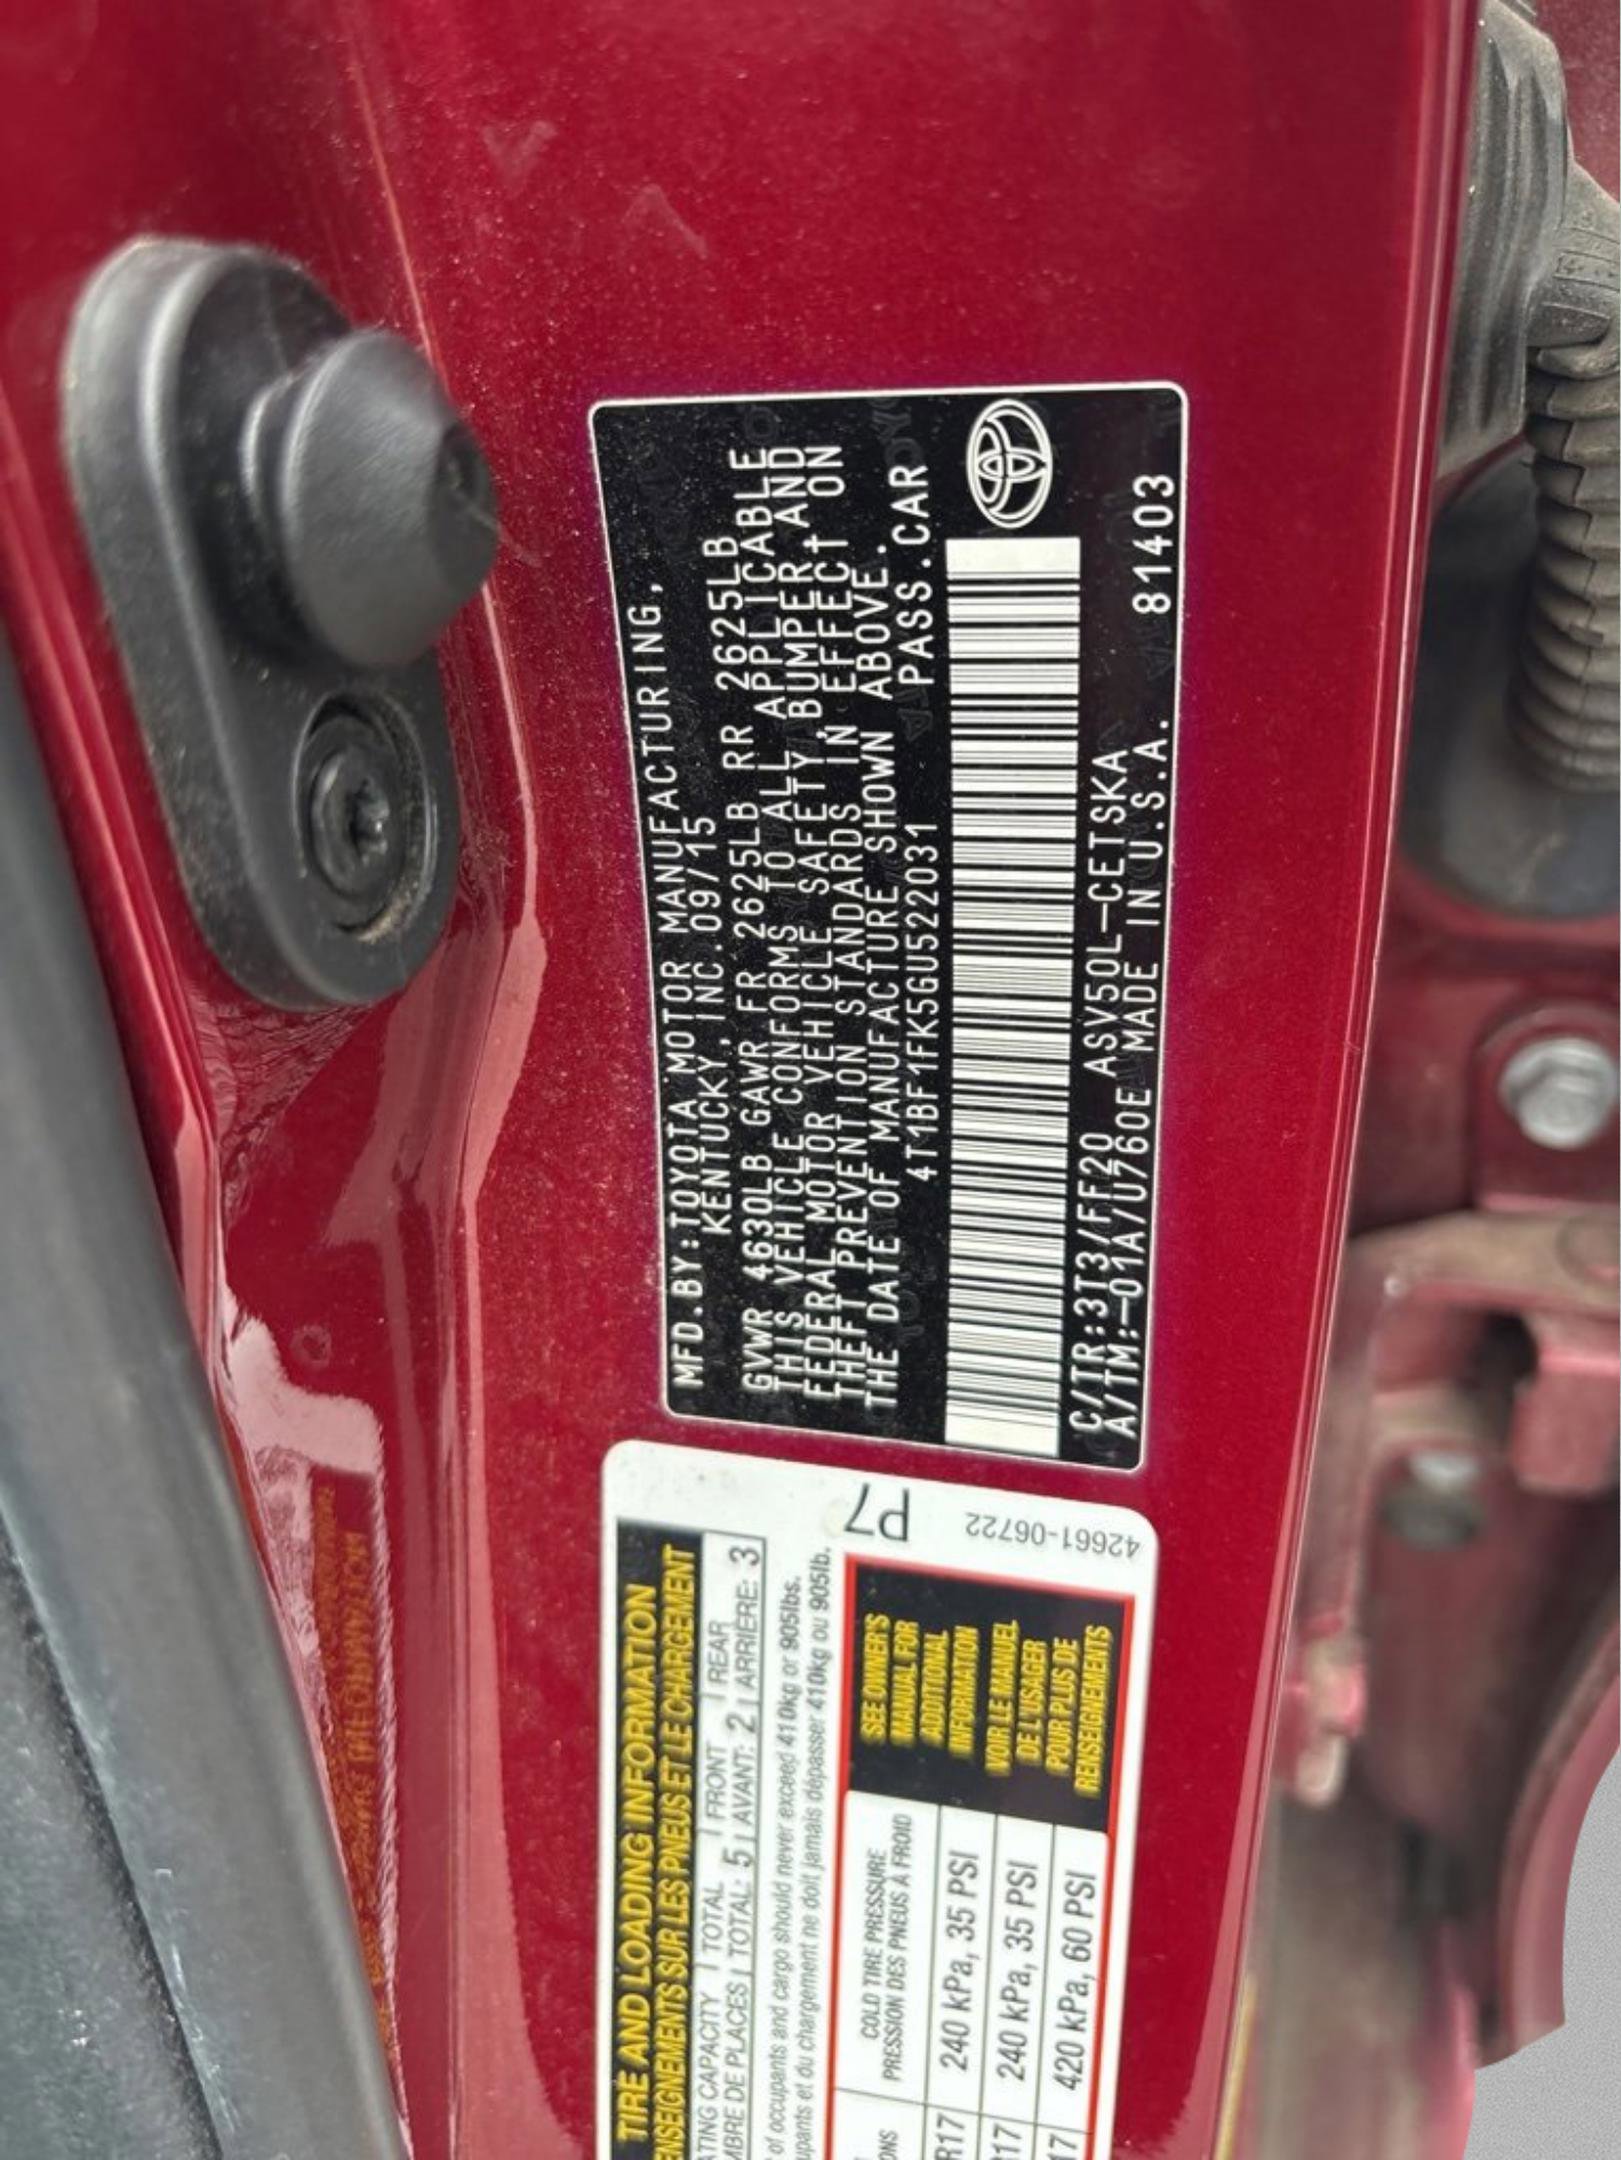 MFD.BY:TOYOTA MOTOR MANUFACTURING,
KENTUCKY,INC.09/15
GVWR 4630LB GAWR FR 2625LB RR 2625LB
THIS VEHICLE CONFORMS TO ALL APPLICABLE
FEDERAL MOTOR VEHICLE SAFETY,BUMPER AND
THEFT PREVENTION STANDARDS IN EFFECT ON
THE DATE OF MANUFACTURE SHOWN ABOVE.
4T1BF1FK5GU522031 PASS.CAR
C/TR:3T3/FF20 ASV50L-CETSKA 81403
A/TM:-01A/U760E MADE IN U.S.A.
TIRE AND LOADING INFORMATION
SUR LES PNEUS ET LE CHARGEMENT
CAPACITY TOTAL FRONT REAR
DE PLACES TOTAL: 5 AVANT: 2 ARRIÈRE: 3
of occupants and cargo should never exceed 410kg or 905lbs.
et du chargement ne doit jamais dépasser 410kg ou 905lb.
P7
42661-06722
COLD TIRE PRESSURE
PRESSION DES PNEUS À FROID
240 kPa, 35 PSI
240 kPa, 35 PSI
420 kPa, 60 PSI
SEE OWNER'S
MANUAL FOR
ADDITIONAL
INFORMATION
VOIR LE MANUEL
DE L'USAGER
POUR PLUS DE
RENSEIGNEMENTS